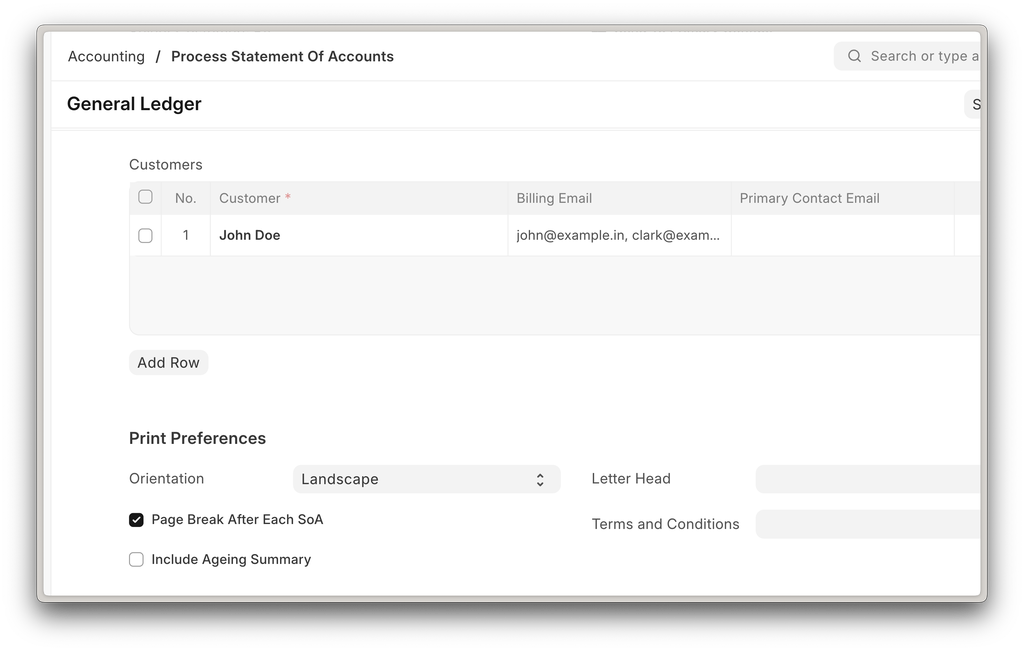 Accounting / Process Statement Of Accounts
Search or type a
General Ledger
S
Customers
No. Customer * Billing Email Primary Contact Email
1 John Doe john@example.in, clark@exam...
Add Row
Print Preferences
Orientation Landscape Letter Head
Page Break After Each SoA
Terms and Conditions
Include Ageing Summary